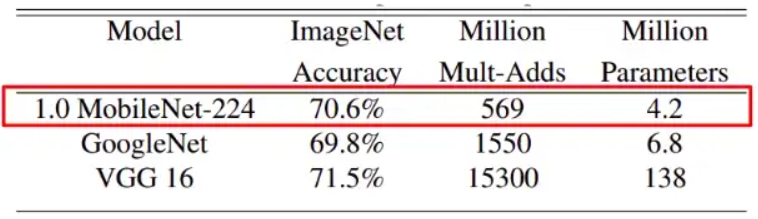 Model ImageNet Million Million
Accuracy Mult-Adds Parameters
1.0 MobileNet-224 70.6% 569 4.2
GoogleNet 69.8% 1550 6.8
VGG 16 71.5% 15300 138